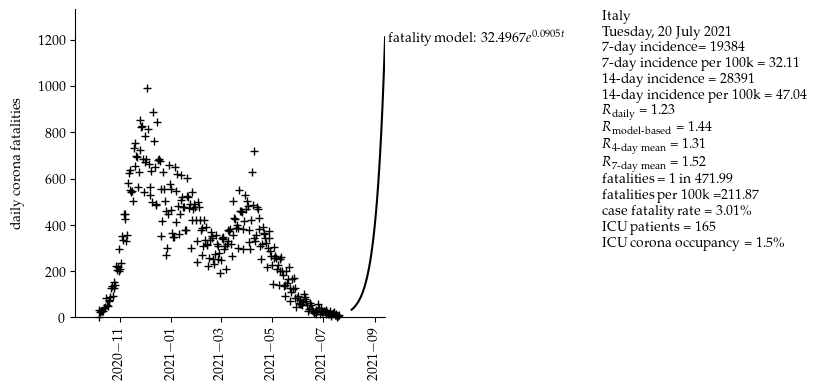 1200
1000
800
600
400
200
0
daily corona fatalities
2020−11
2021−01
2021−03
2021−05
2021−07
2021−09
fatality model: 32.4967e^0.0905t
Italy
Tuesday, 20 July 2021
7-day incidence= 19384
7-day incidence per 100k = 32.11
14-day incidence = 28391
14-day incidence per 100k = 47.04
R_daily = 1.23
R_model-based = 1.44
R_4-day mean = 1.31
R_7-day mean = 1.52
fatalities = 1 in 471.99
fatalities per 100k =211.87
case fatality rate = 3.01%
ICU patients = 165
ICU corona occupancy = 1.5%